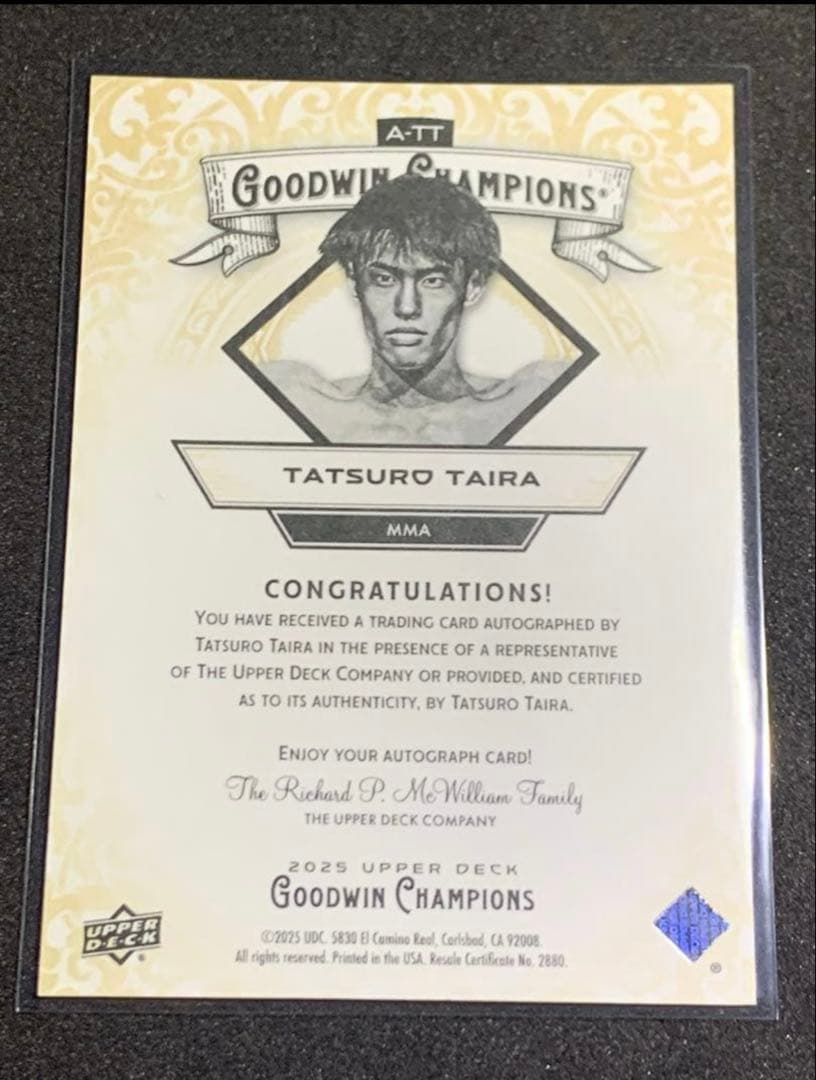 A-TT
GOODWIN CHAMPIONS®
TATSURO TAIRA
MMA
CONGRATULATIONS!
YOU HAVE RECEIVED A TRADING CARD AUTOGRAPHED BY
TATSURO TAIRA IN THE PRESENCE OF A REPRESENTATIVE
OF THE UPPER DECK COMPANY OR PROVIDED, AND CERTIFIED
AS TO ITS AUTHENTICITY, BY TATSURO TAIRA.
ENJOY YOUR AUTOGRAPH CARD!
The Richard P. McWilliam Family
THE UPPER DECK COMPANY
2025 UPPER DECK
GOODWIN CHAMPIONS
UPPER
D·E·C·K
®
©2025 UDC. 5830 El Camino Real, Carlsbad, CA 92008.
All rights reserved. Printed in the USA. Resale Certificate No. 2880.
®